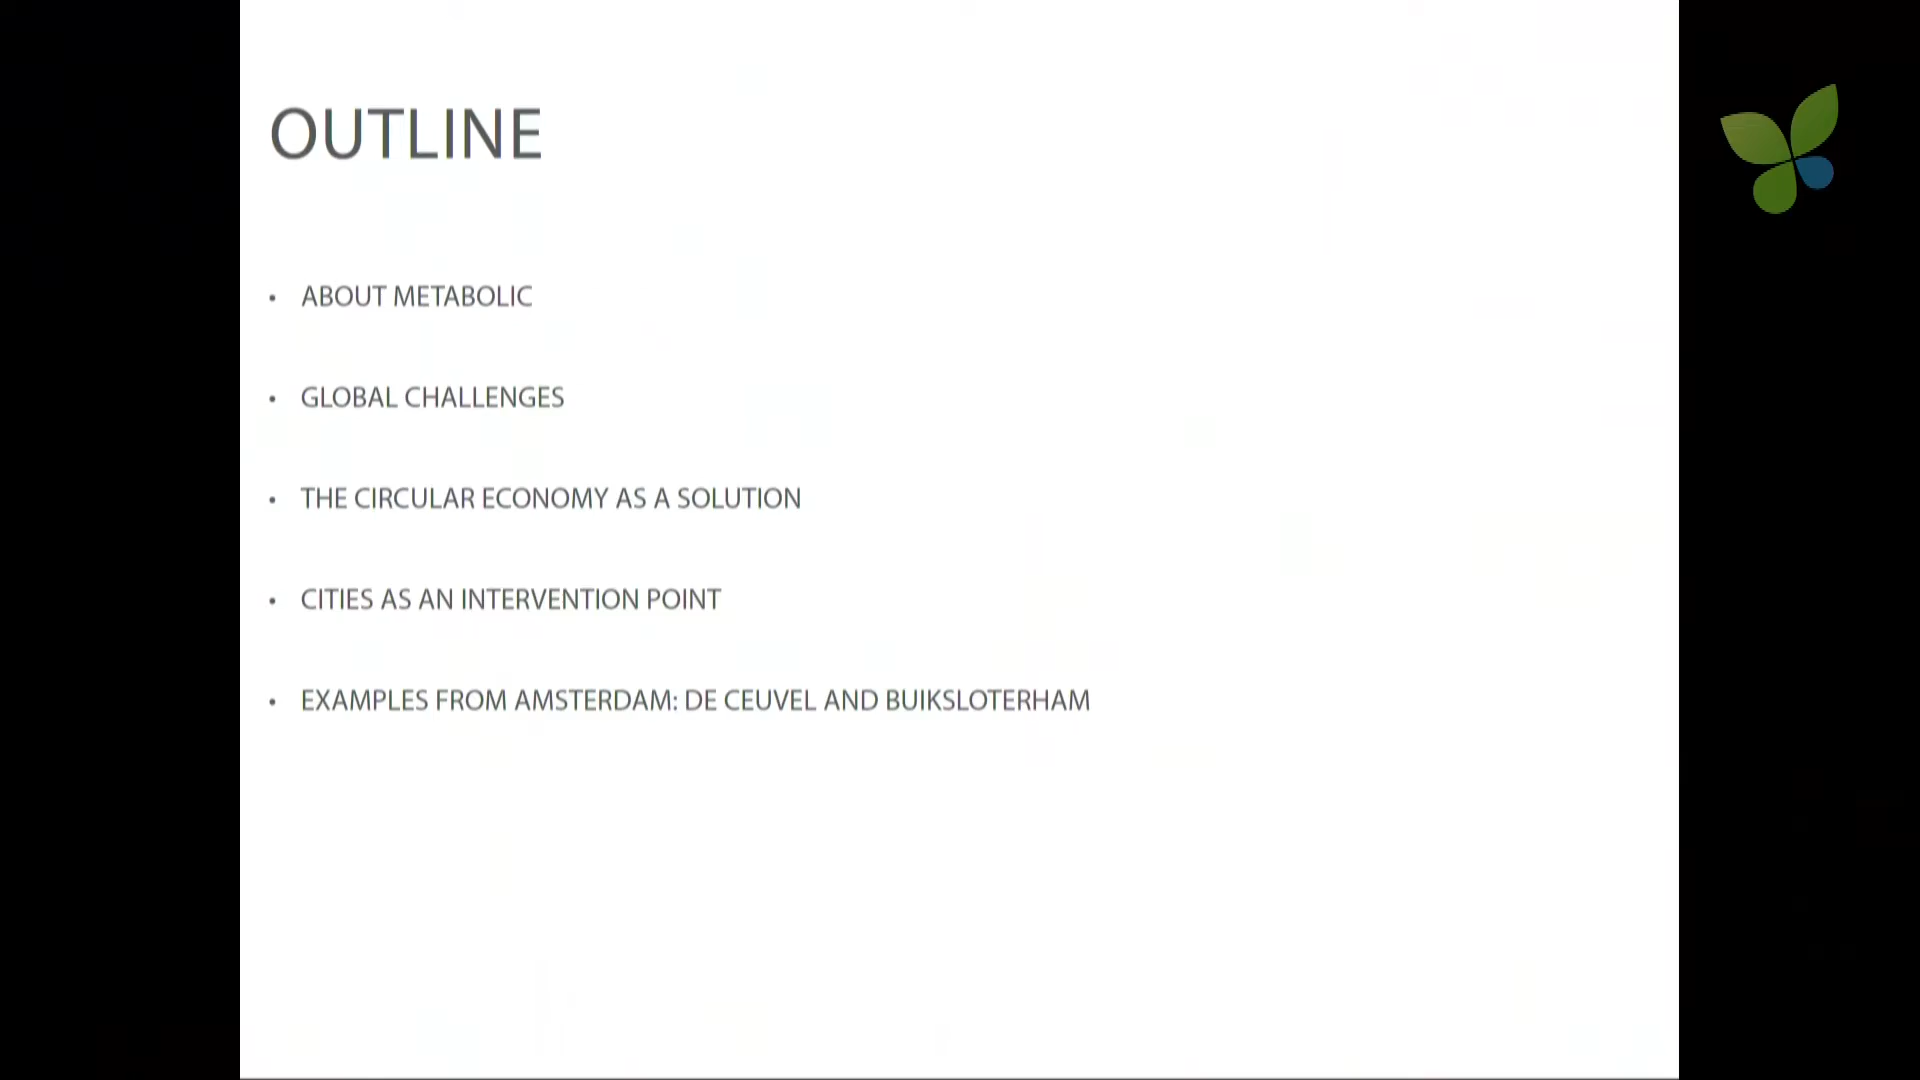 OUTLINE
• ABOUT METABOLIC
• GLOBAL CHALLENGES
• THE CIRCULAR ECONOMY AS A SOLUTION
• CITIES AS AN INTERVENTION POINT
• EXAMPLES FROM AMSTERDAM: DE CEUVEL AND BUIKSLOTERHAM